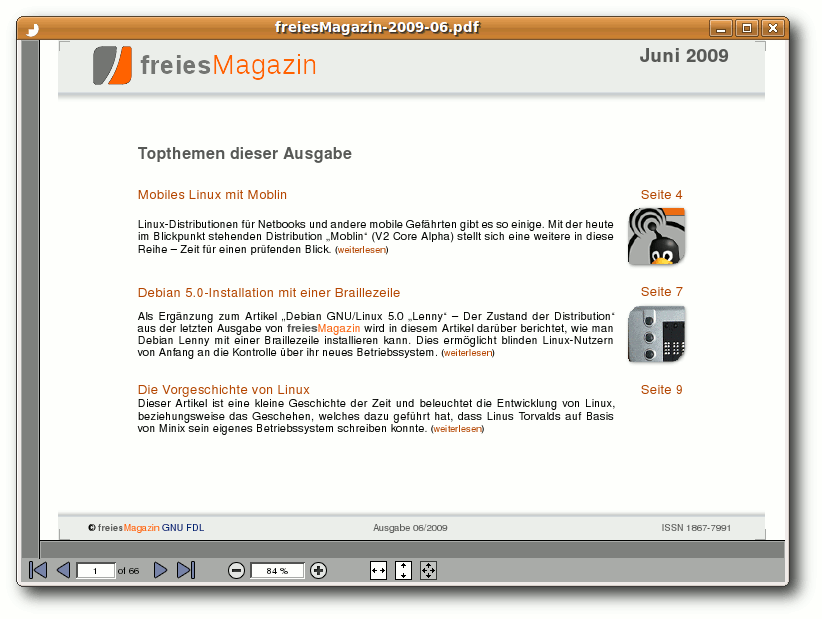 freiesMagazin-2009-06.pdf
freiesMagazin
Juni 2009
Topthemen dieser Ausgabe
Mobiles Linux mit Moblin
Seite 4
Linux-Distributionen für Netbooks und andere mobile Gefährten gibt es so einige. Mit der heute
im Blickpunkt stehenden Distribution „Moblin“ (V2 Core Alpha) stellt sich eine weitere in diese
Reihe – Zeit für einen prüfenden Blick. (weiterlesen)
Debian 5.0-Installation mit einer Braillezeile
Seite 7
Als Ergänzung zum Artikel „Debian GNU/Linux 5.0 „Lenny“ – Der Zustand der Distribution“
aus der letzten Ausgabe von freiesMagazin wird in diesem Artikel darüber berichtet, wie man
Debian Lenny mit einer Braillezeile installieren kann. Dies ermöglicht blinden Linux-Nutzern
von Anfang an die Kontrolle über ihr neues Betriebssystem. (weiterlesen)
Die Vorgeschichte von Linux
Seite 9
Dieser Artikel ist eine kleine Geschichte der Zeit und beleuchtet die Entwicklung von Linux,
beziehungsweise das Geschehen, welches dazu geführt hat, dass Linus Torvalds auf Basis
von Minix sein eigenes Betriebssystem schreiben konnte. (weiterlesen)
© freiesMagazin GNU FDL
Ausgabe 06/2009
ISSN 1867-7991
1 of 66
84 %